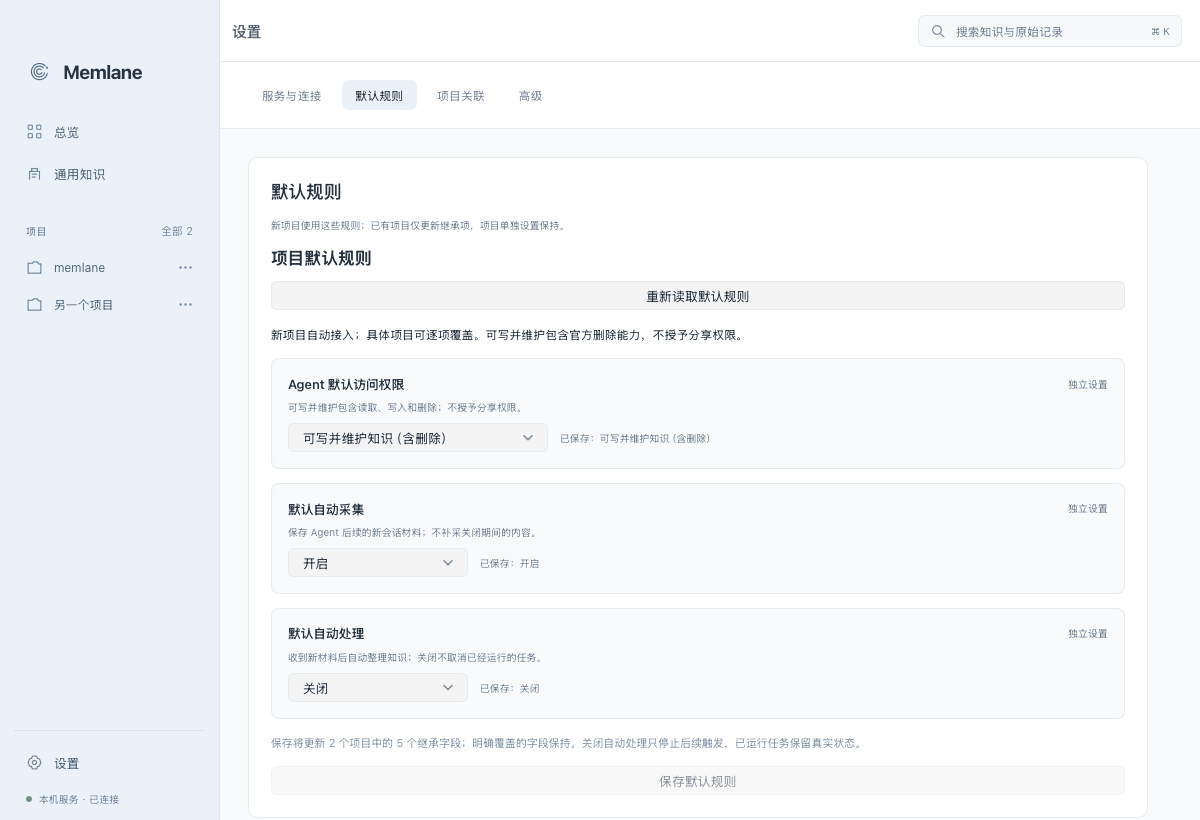 设置
搜索知识与原始记录 ⌘ K
Memlane
总览
通用知识
项目 全部 2
memlane
另一个项目
设置
本机服务 · 已连接
服务与连接 默认规则 项目关联 高级
默认规则
新项目使用这些规则；已有项目仅更新继承项，项目单独设置保持。
项目默认规则
重新读取默认规则
新项目自动接入；具体项目可逐项覆盖。可写并维护包含官方删除能力，不授予分享权限。
Agent 默认访问权限 独立设置
可写并维护包含读取、写入和删除；不授予分享权限。
可写并维护知识 (含删除) 已保存：可写并维护知识 (含删除)
默认自动采集 独立设置
保存 Agent 后续的新会话材料；不补采关闭期间的内容。
开启 已保存：开启
默认自动处理 独立设置
收到新材料后自动整理知识；关闭不取消已经运行的任务。
关闭 已保存：关闭
保存将更新 2 个项目中的 5 个继承字段；明确覆盖的字段保持。关闭自动处理只停止后续触发，已运行任务保留真实状态。
保存默认规则